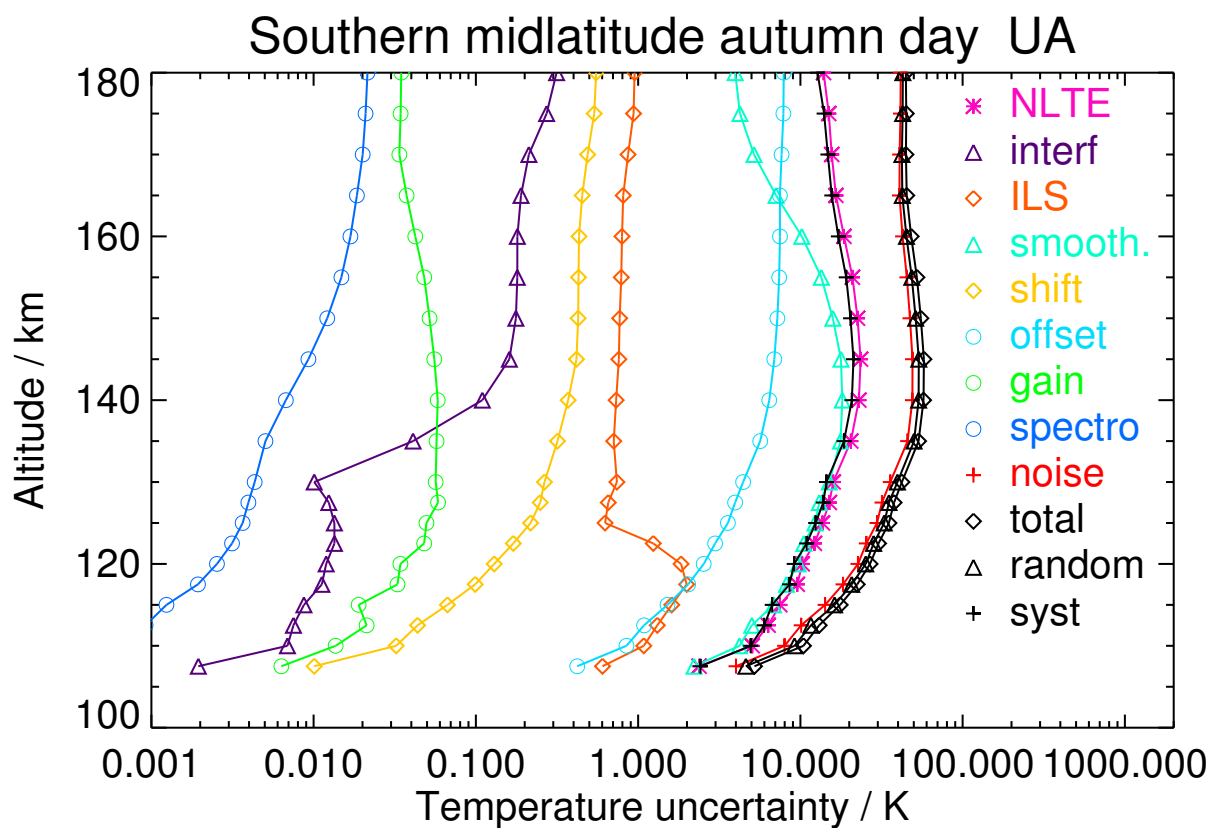 Southern midlatitude autumn day UA
180
160
140
120
100
Altitude / km
NLTE
interf
ILS
smooth.
shift
offset
gain
spectro
noise
total
random
syst
0.001 0.010 0.100 1.000 10.000 100.000 1000.000
Temperature uncertainty / K